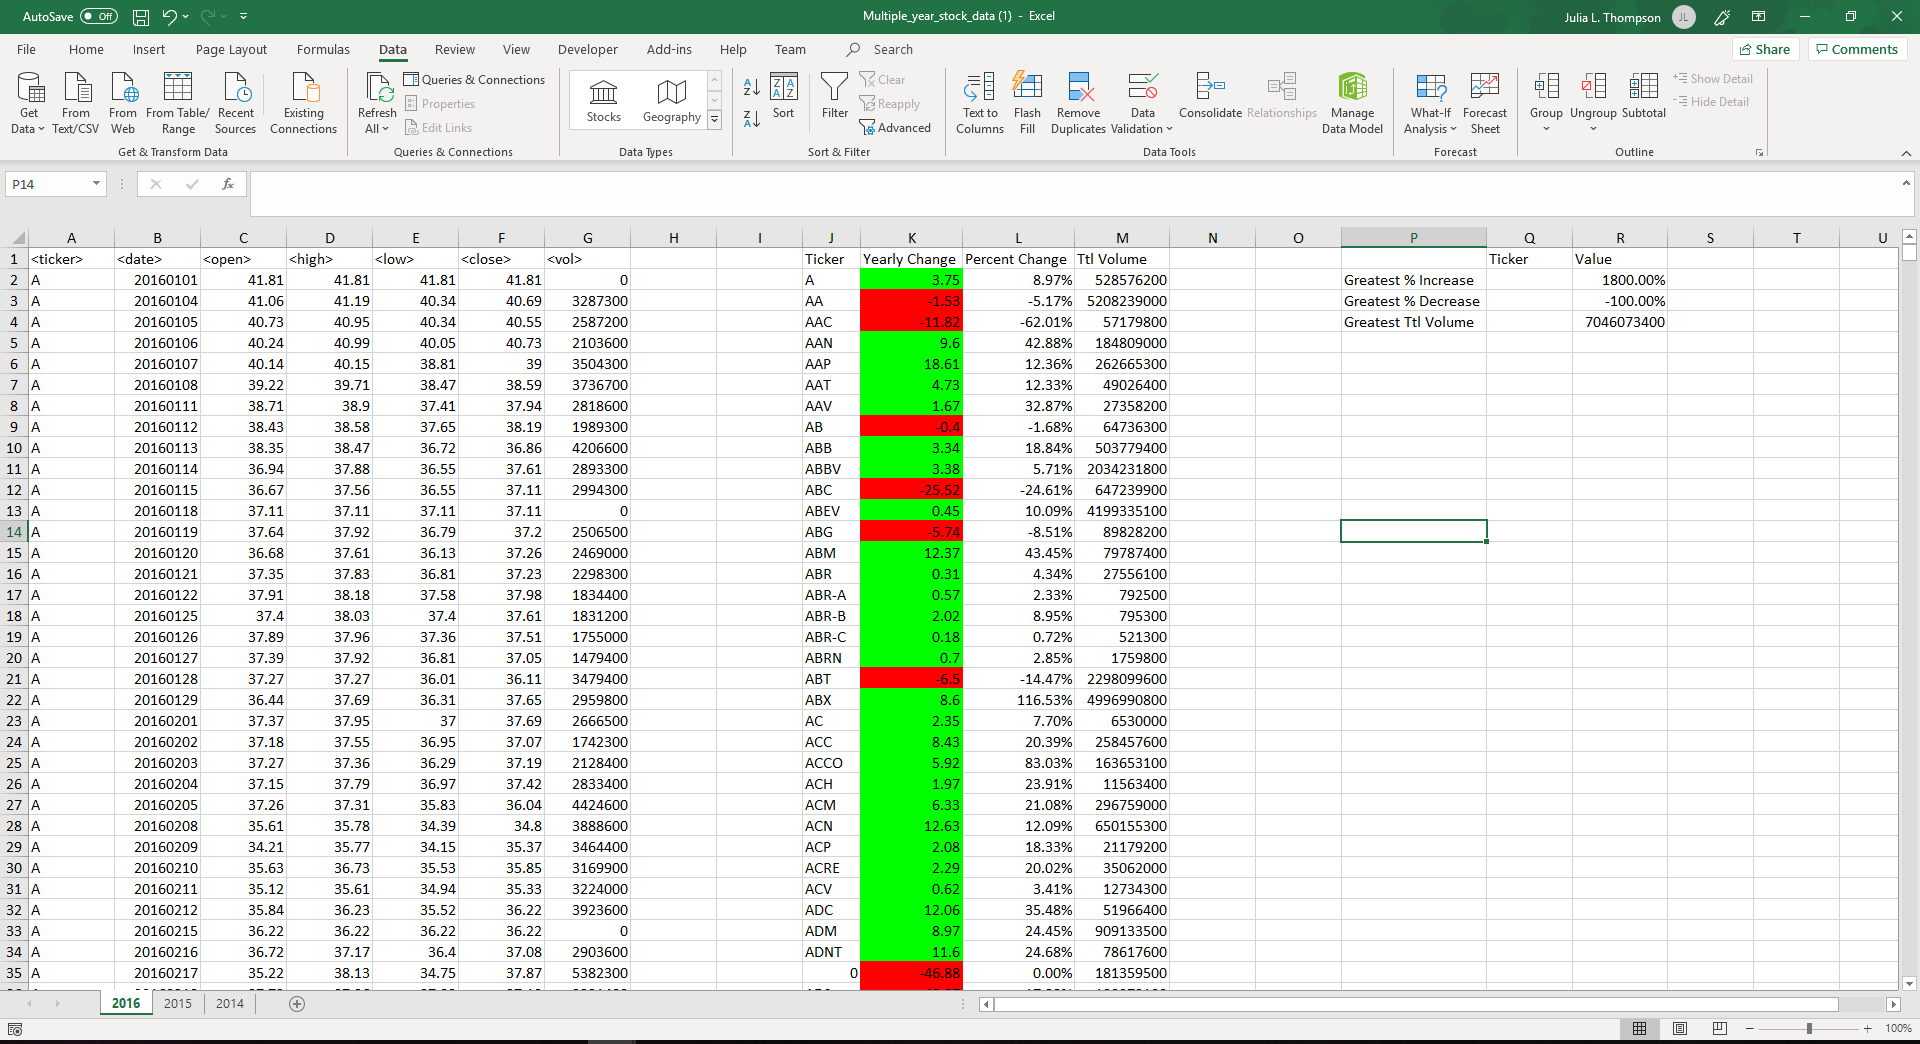 AutoSave Off Multiple_year_stock_data (1) - Excel Julia L. Thompson JL
File Home Insert Page Layout Formulas Data Review View Developer Add-ins Help Team Search Share Comments
Get Data From Text/CSV From Web From Table/ Range Recent Sources Existing Connections Refresh All Queries & Connections Properties Edit Links Stocks Geography Sort Filter Clear Reapply Advanced Text to Columns Flash Fill Remove Duplicates Data Validation Consolidate Relationships Manage Data Model What-If Analysis Forecast Sheet Group Ungroup Subtotal Show Detail Hide Detail
Get & Transform Data Queries & Connections Data Types Sort & Filter Data Tools Forecast Outline
P14 fx
A B C D E F G H I J K L M N O P Q R S T U
1 <ticker> <date> <open> <high> <low> <close> <vol> Ticker Yearly Change Percent Change Ttl Volume Ticker Value
2 A 20160101 41.81 41.81 41.81 41.81 0 A 3.75 8.97% 528576200 Greatest % Increase 1800.00%
3 A 20160104 41.06 41.19 40.34 40.69 3287300 AA -1.53 -5.17% 5208239000 Greatest % Decrease -100.00%
4 A 20160105 40.73 40.95 40.34 40.55 2587200 AAC -11.82 -62.01% 57179800 Greatest Ttl Volume 7046073400
5 A 20160106 40.24 40.99 40.05 40.73 2103600 AAN 9.6 42.88% 184809000
6 A 20160107 40.14 40.15 38.81 39 3504300 AAP 18.61 12.36% 262665300
7 A 20160108 39.22 39.71 38.47 38.59 3736700 AAT 4.73 12.33% 49026400
8 A 20160111 38.71 38.9 37.41 37.94 2818600 AAV 1.67 32.87% 27358200
9 A 20160112 38.43 38.58 37.65 38.19 1989300 AB -0.4 -1.68% 64736300
10 A 20160113 38.35 38.47 36.72 36.86 4206600 ABB 3.34 18.84% 503779400
11 A 20160114 36.94 37.88 36.55 37.61 2893300 ABBV 3.38 5.71% 2034231800
12 A 20160115 36.67 37.56 36.55 37.11 2994300 ABC -25.52 -24.61% 647239900
13 A 20160118 37.11 37.11 37.11 37.11 0 ABEV 0.45 10.09% 4199335100
14 A 20160119 37.64 37.92 36.79 37.2 2506500 ABG -5.74 -8.51% 89828200
15 A 20160120 36.68 37.61 36.13 37.26 2469000 ABM 12.37 43.45% 79787400
16 A 20160121 37.35 37.83 36.81 37.23 2298300 ABR 0.31 4.34% 27556100
17 A 20160122 37.91 38.18 37.58 37.98 1834400 ABR-A 0.57 2.33% 792500
18 A 20160125 37.4 38.03 37.4 37.61 1831200 ABR-B 2.02 8.95% 795300
19 A 20160126 37.89 37.96 37.36 37.51 1755000 ABR-C 0.18 0.72% 521300
20 A 20160127 37.39 37.92 36.81 37.05 1479400 ABRN 0.7 2.85% 1759800
21 A 20160128 37.27 37.27 36.01 36.11 3479400 ABT -6.5 -14.47% 2298099600
22 A 20160129 36.44 37.69 36.31 37.65 2959800 ABX 8.6 116.53% 4996990800
23 A 20160201 37.37 37.95 37 37.69 2666500 AC 2.35 7.70% 6530000
24 A 20160202 37.18 37.55 36.95 37.07 1742300 ACC 8.43 20.39% 258457600
25 A 20160203 37.27 37.36 36.29 37.19 2128400 ACCO 5.92 83.03% 163653100
26 A 20160204 37.15 37.79 36.97 37.42 2833400 ACH 1.97 23.91% 11563400
27 A 20160205 37.26 37.31 35.83 36.04 4424600 ACM 6.33 21.08% 296759000
28 A 20160208 35.61 35.78 34.39 34.8 3888600 ACN 12.63 12.09% 650155300
29 A 20160209 34.21 35.77 34.15 35.37 3464400 ACP 2.08 18.33% 21179200
30 A 20160210 35.63 36.73 35.53 35.85 3169900 ACRE 2.29 20.02% 35062000
31 A 20160211 35.12 35.61 34.94 35.33 3224000 ACV 0.62 3.41% 12734300
32 A 20160212 35.84 36.23 35.52 36.22 3923600 ADC 12.06 35.48% 51966400
33 A 20160215 36.22 36.22 36.22 36.22 0 ADM 8.97 24.45% 909133500
34 A 20160216 36.72 37.17 36.4 37.08 2903600 ADNT 11.6 24.68% 78617600
35 A 20160217 35.22 38.13 34.75 37.87 5382300 0 -46.88 0.00% 181359500
2016 2015 2014
100%